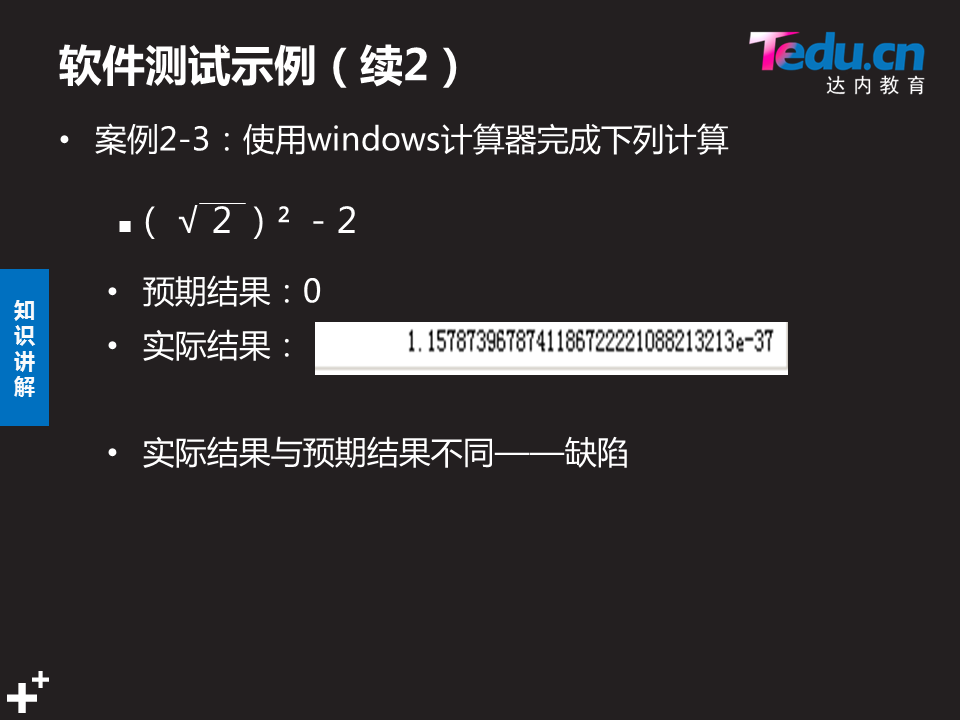 软件测试示例（续2）
Tedu.cn
达内教育
• 案例2-3：使用windows计算器完成下列计算
■ （ √2 ）² - 2
• 预期结果：0
• 实际结果： 1.1578739678741186722221088213213e-37
• 实际结果与预期结果不同——缺陷
知识讲解